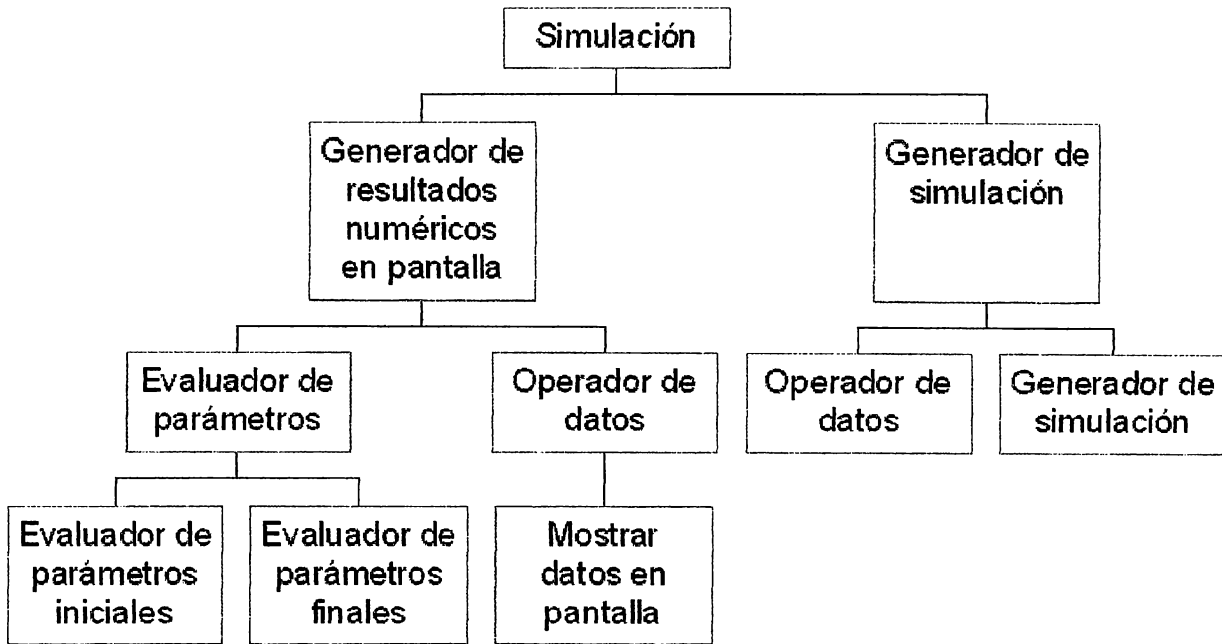 Simulación
Generador de
resultados
numéricos
en pantalla
Generador de
simulación
Evaluador de
parámetros
Operador de
datos
Operador de
datos
Generador de
simulación
Evaluador de
parámetros
iniciales
Evaluador de
parámetros
finales
Mostrar
datos en
pantalla